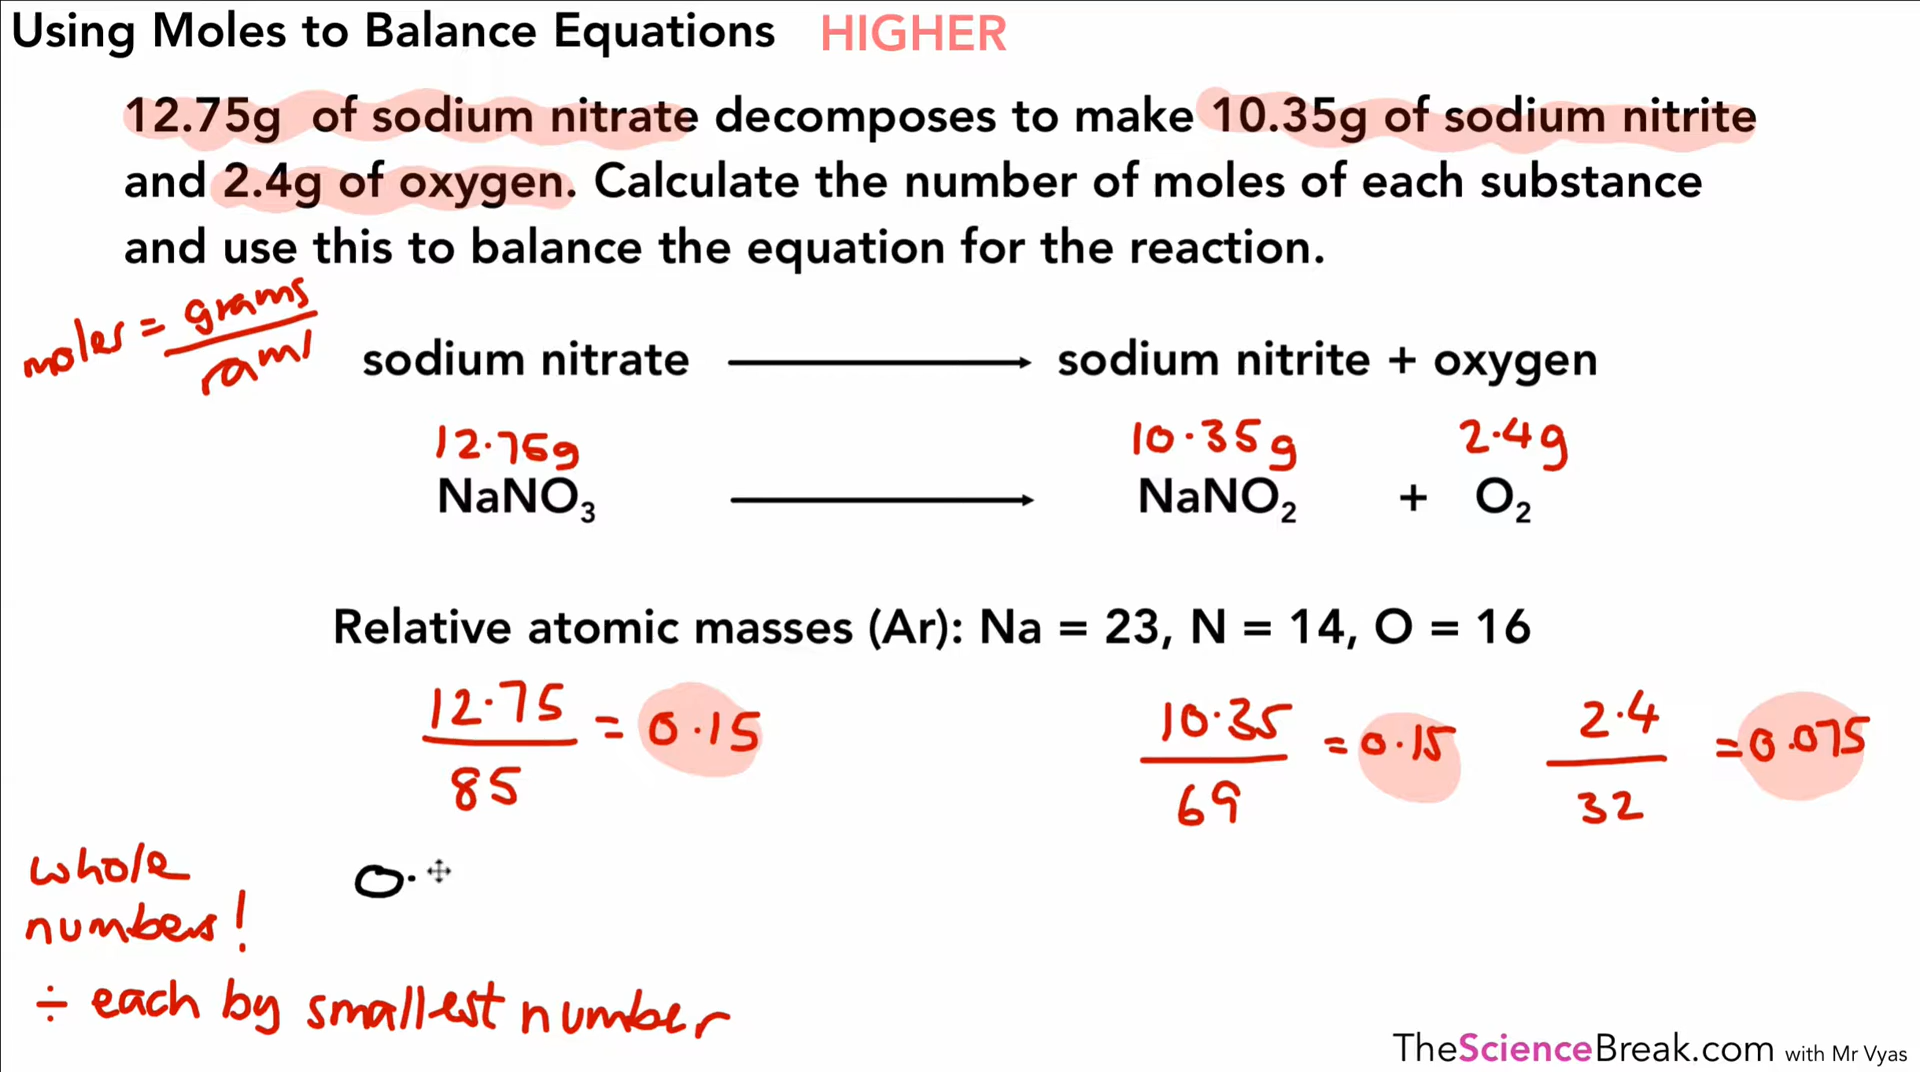 Using Moles to Balance Equations HIGHER
12.75g of sodium nitrate decomposes to make 10.35g of sodium nitrite
and 2.4g of oxygen. Calculate the number of moles of each substance
and use this to balance the equation for the reaction.
moles = grams / ram
sodium nitrate ⟶ sodium nitrite + oxygen
12.75g 10.35g 2.4g
NaNO₃ ⟶ NaNO₂ + O₂
Relative atomic masses (Ar): Na = 23, N = 14, O = 16
12.75 / 85 = 0.15 10.35 / 69 = 0.15 2.4 / 32 = 0.075
whole
numbers!
0.
÷ each by smallest number
TheScienceBreak.com with Mr Vyas